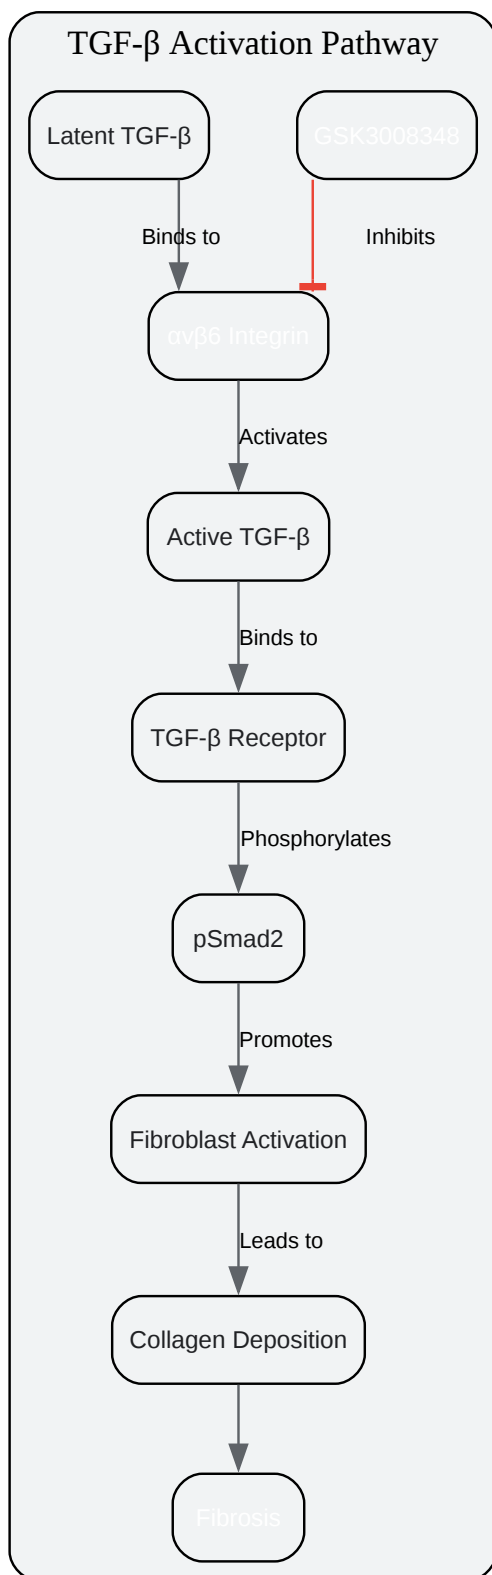 TGF-β Activation Pathway
Latent TGF-β
GSK3008348
Binds to
Inhibits
αvβ6 Integrin
Activates
Active TGF-β
Binds to
TGF-β Receptor
Phosphorylates
pSmad2
Promotes
Fibroblast Activation
Leads to
Collagen Deposition
Fibrosis